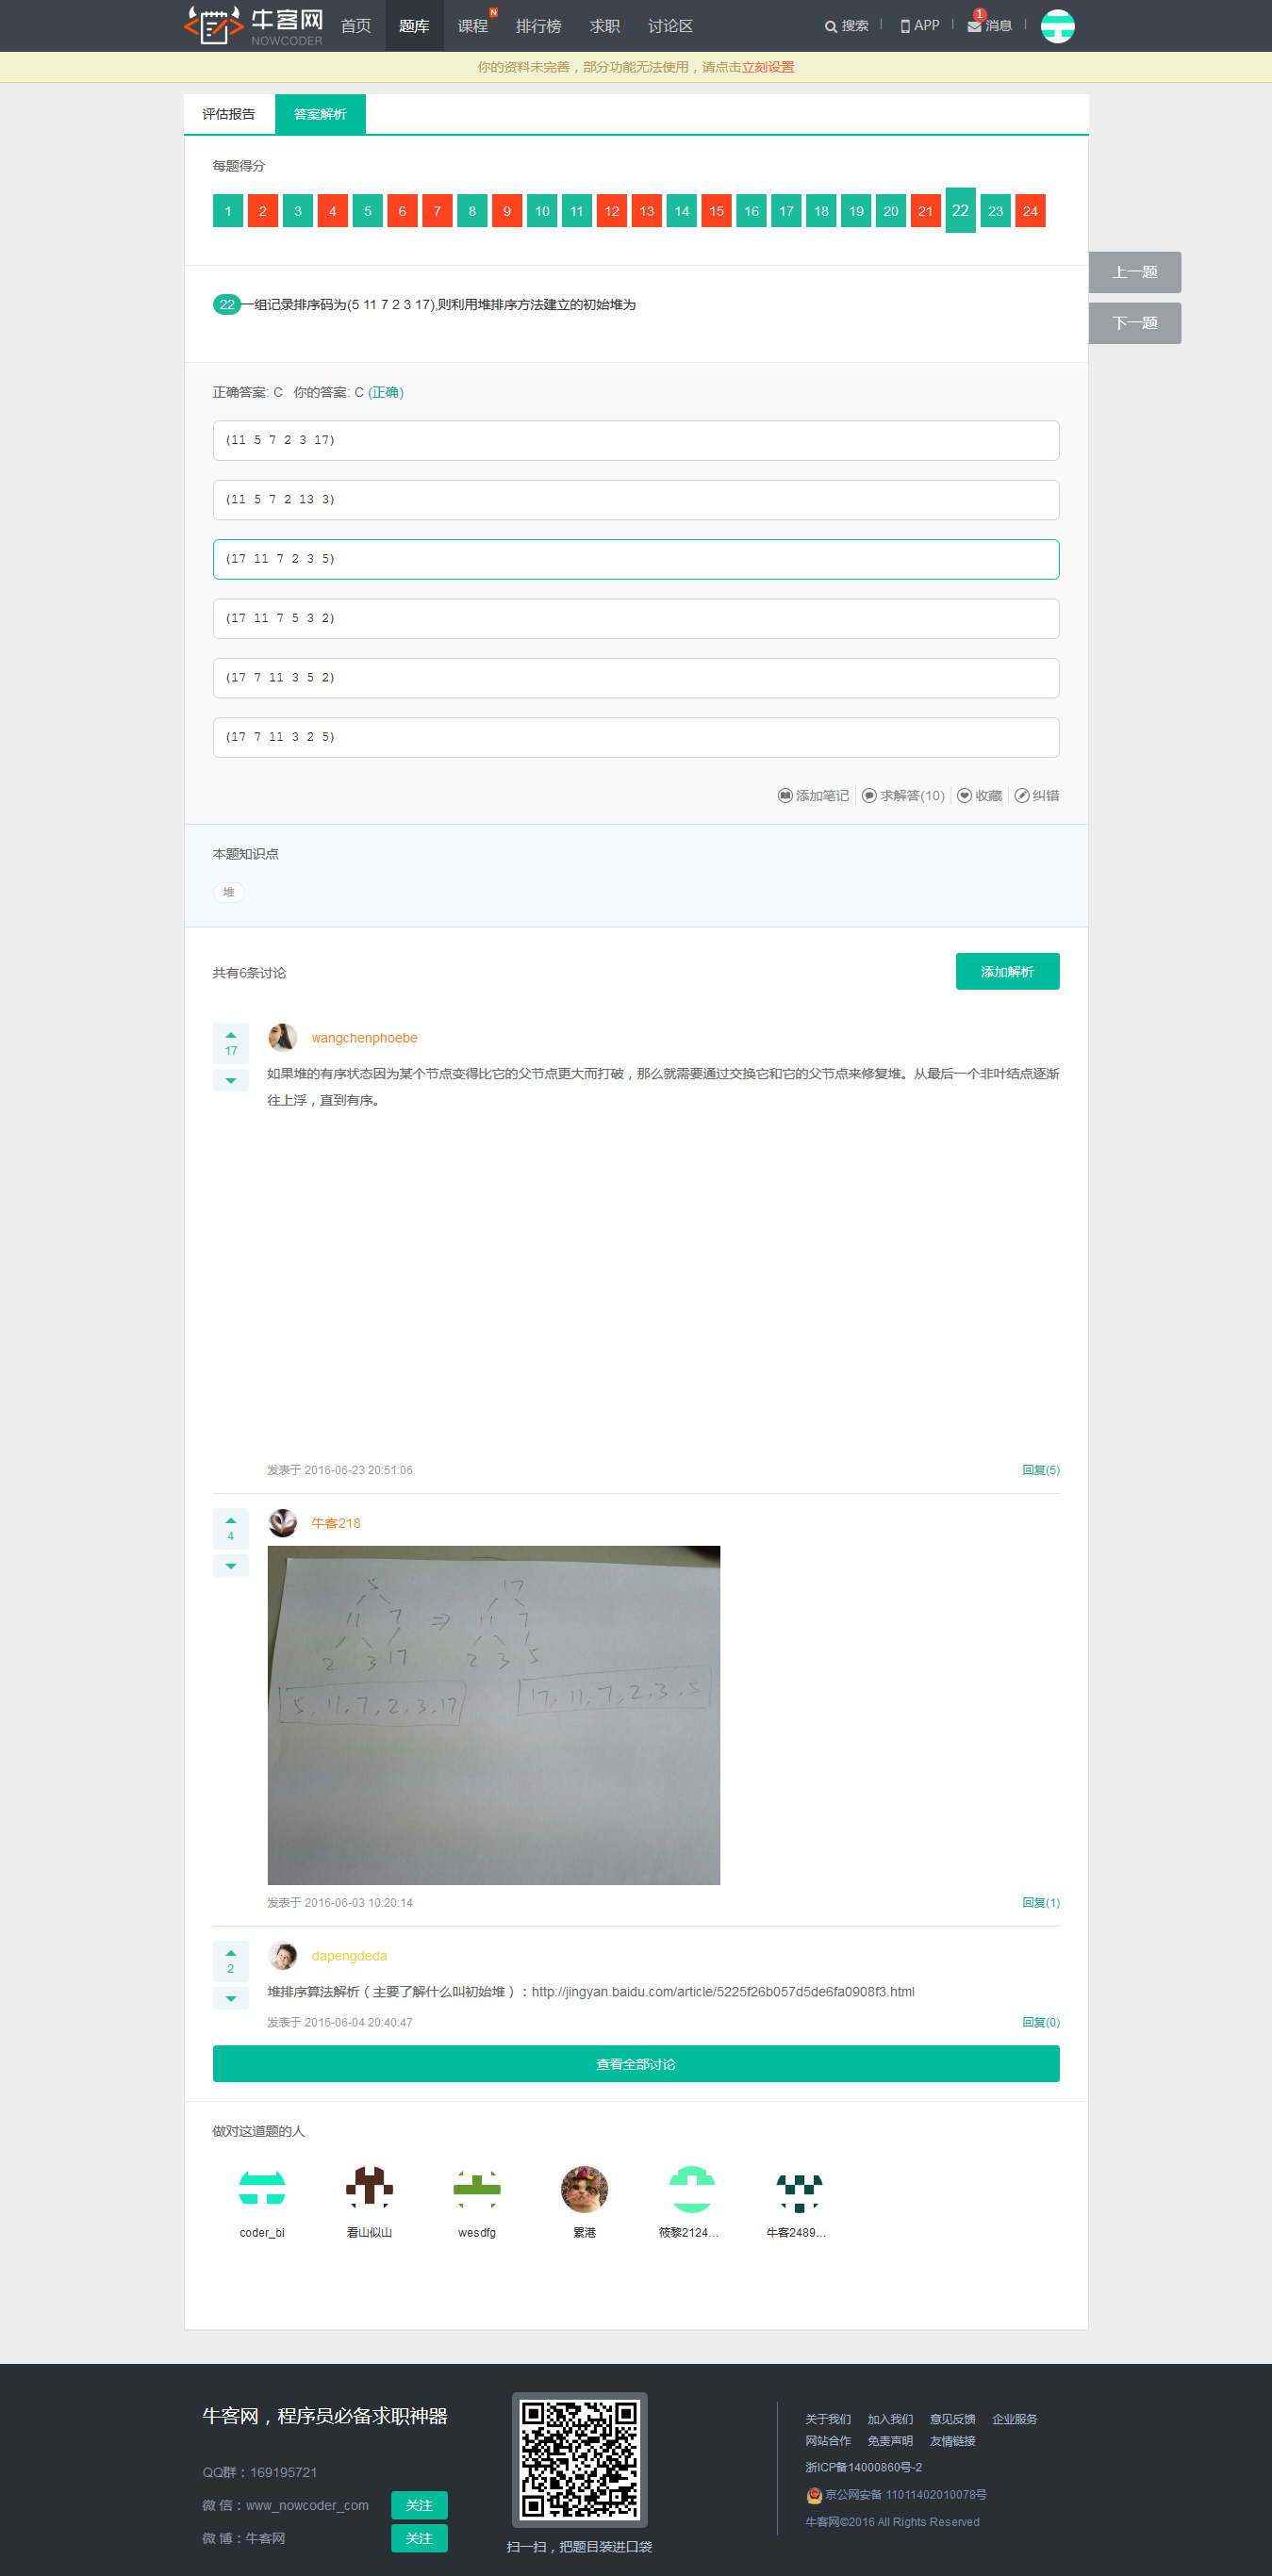 牛客网
NOWCODER
首页 题库 课程 N 排行榜 求职 讨论区 搜索 APP 1 消息
你的资料未完善，部分功能无法使用，请点击立刻设置
评估报告 答案解析
每题得分
1 2 3 4 5 6 7 8 9 10 11 12 13 14 15 16 17 18 19 20 21 22 23 24
上一题
22 一组记录排序码为(5 11 7 2 3 17),则利用堆排序方法建立的初始堆为
下一题
正确答案: C 你的答案: C (正确)
(11 5 7 2 3 17)
(11 5 7 2 13 3)
(17 11 7 2 3 5)
(17 11 7 5 3 2)
(17 7 11 3 5 2)
(17 7 11 3 2 5)
添加笔记 求解答(10) 收藏 纠错
本题知识点
堆
共有6条讨论 添加解析
17
wangchenphoebe
如果堆的有序状态因为某个节点变得比它的父节点更大而打破，那么就需要通过交换它和它的父节点来修复堆。从最后一个非叶结点逐渐
往上浮，直到有序。
发表于 2016-06-23 20:51:06 回复(5)
4
牛客218
5 17
11 7 ⇒ 11 7
2 3 17 2 3 5
5,11,7,2,3,17 17,11,7,2,3,5
发表于 2016-06-03 10:20:14 回复(1)
2
dapengdeda
堆排序算法解析（主要了解什么叫初始堆）：http://jingyan.baidu.com/article/5225f26b057d5de6fa0908f3.html
发表于 2016-06-04 20:40:47 回复(0)
查看全部讨论
做对这道题的人
coder_bi 看山似山 wesdfg 累港 筱黎2124... 牛客2489...
牛客网，程序员必备求职神器
QQ群：169195721
微 信：www_nowcoder_com 关注
微 博：牛客网 关注
扫一扫，把题目装进口袋
关于我们 加入我们 意见反馈 企业服务
网站合作 免责声明 友情链接
浙ICP备14000860号-2
京公网安备 11011402010078号
牛客网©2016 All Rights Reserved